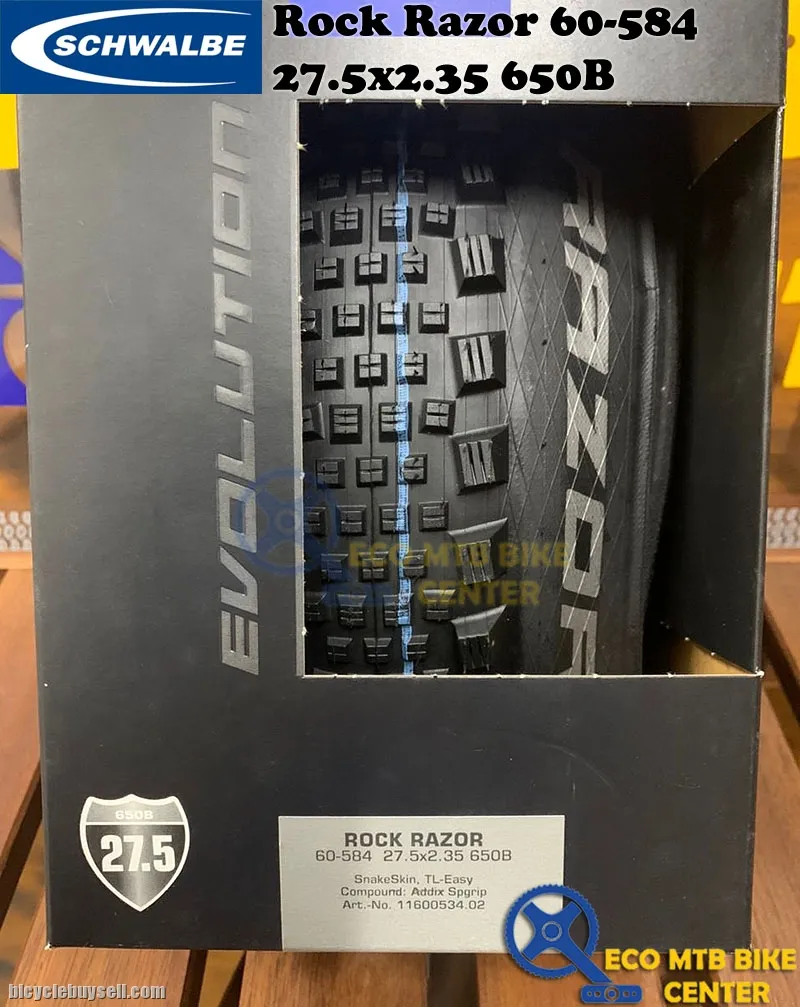 SCHWALBE
Rock Razor 60-584
27.5x2.35 650B
EVOLUTION
RAZOR
ECO MTB BIKE
CENTER
650B
27.5
ROCK RAZOR
60-584 27.5x2.35 650B
SnakeSkin, TL-Easy
Compound: Addix Spgrip
Art.-No. 11600534.02
ECO MTB BIKE
CENTER
bicyclebuysell.com